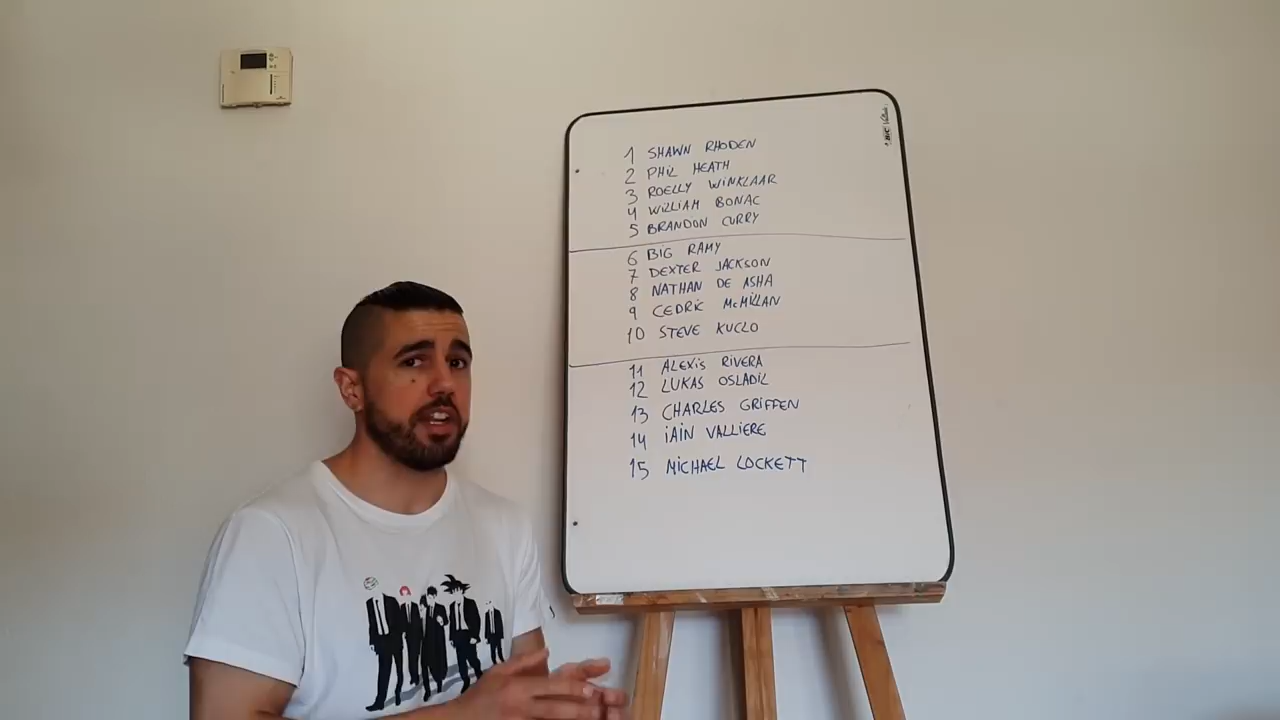 BIC Velleda
1 SHAWN RHODEN
2 PHIL HEATH
3 ROELLY WINKLAAR
4 WILLIAM BONAC
5 BRANDON CURRY
6 BIG RAMY
7 DEXTER JACKSON
8 NATHAN DE ASHA
9 CEDRIC McMILLAN
10 STEVE KUCLO
11 ALEXIS RIVERA
12 LUKAS OSLADIL
13 CHARLES GRIFFEN
14 IAIN VALLIERE
15 MICHAEL LOCKETT